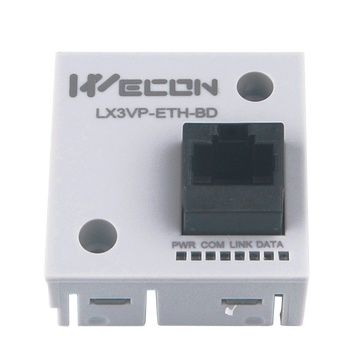 WECON
LX3VP-ETH-BD
PWR COM LINK DATA